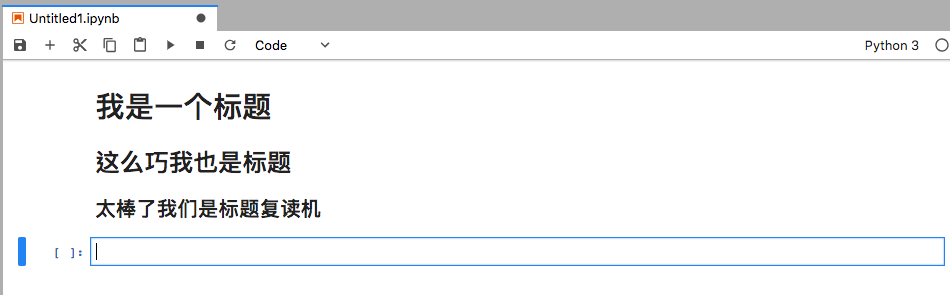 Untitled1.ipynb
Code
Python 3
我是一个标题
这么巧我也是标题
太棒了我们是标题复读机
[ ]: